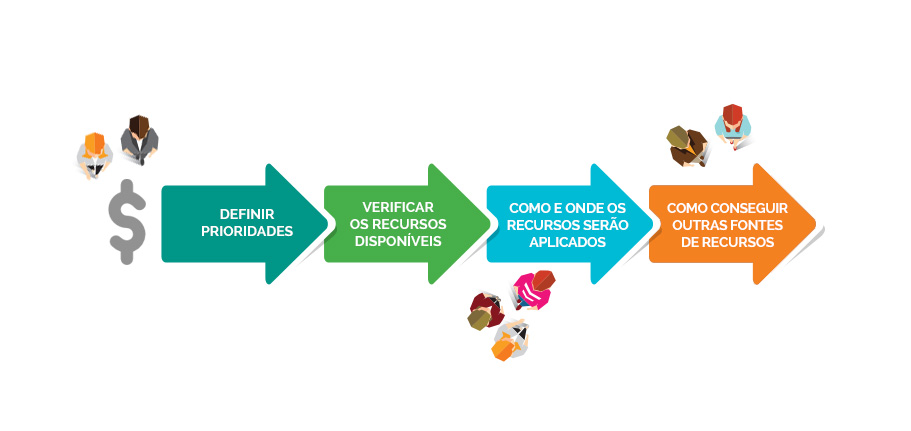 $
DEFINIR
PRIORIDADES
VERIFICAR
OS RECURSOS
DISPONÍVEIS
COMO E ONDE OS
RECURSOS SERÃO
APLICADOS
COMO CONSEGUIR
OUTRAS FONTES
DE RECURSOS